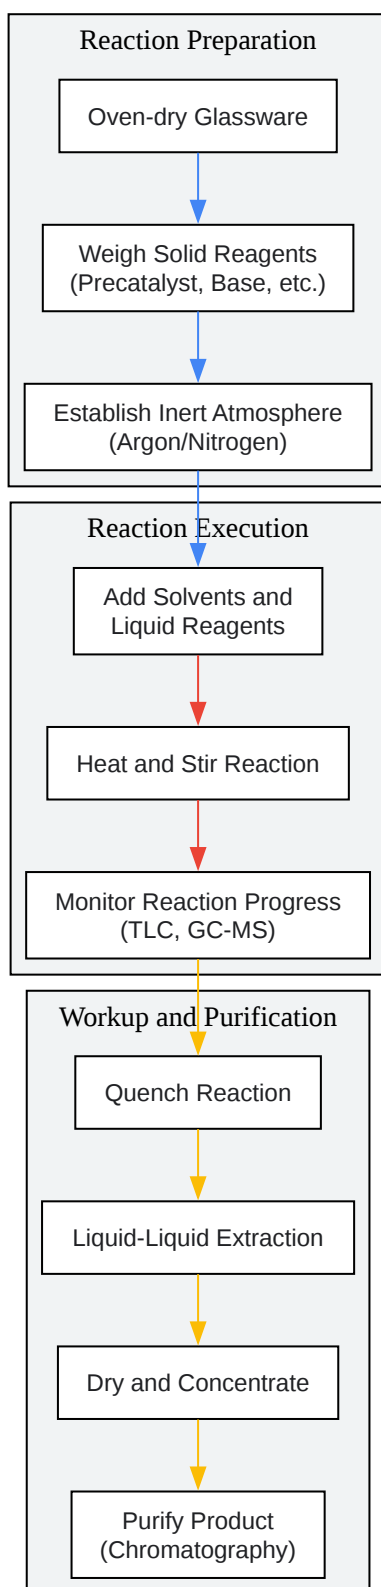 Reaction Preparation
Oven-dry Glassware
Weigh Solid Reagents
(Precatalyst, Base, etc.)
Establish Inert Atmosphere
(Argon/Nitrogen)
Reaction Execution
Add Solvents and
Liquid Reagents
Heat and Stir Reaction
Monitor Reaction Progress
(TLC, GC-MS)
Workup and Purification
Quench Reaction
Liquid-Liquid Extraction
Dry and Concentrate
Purify Product
(Chromatography)